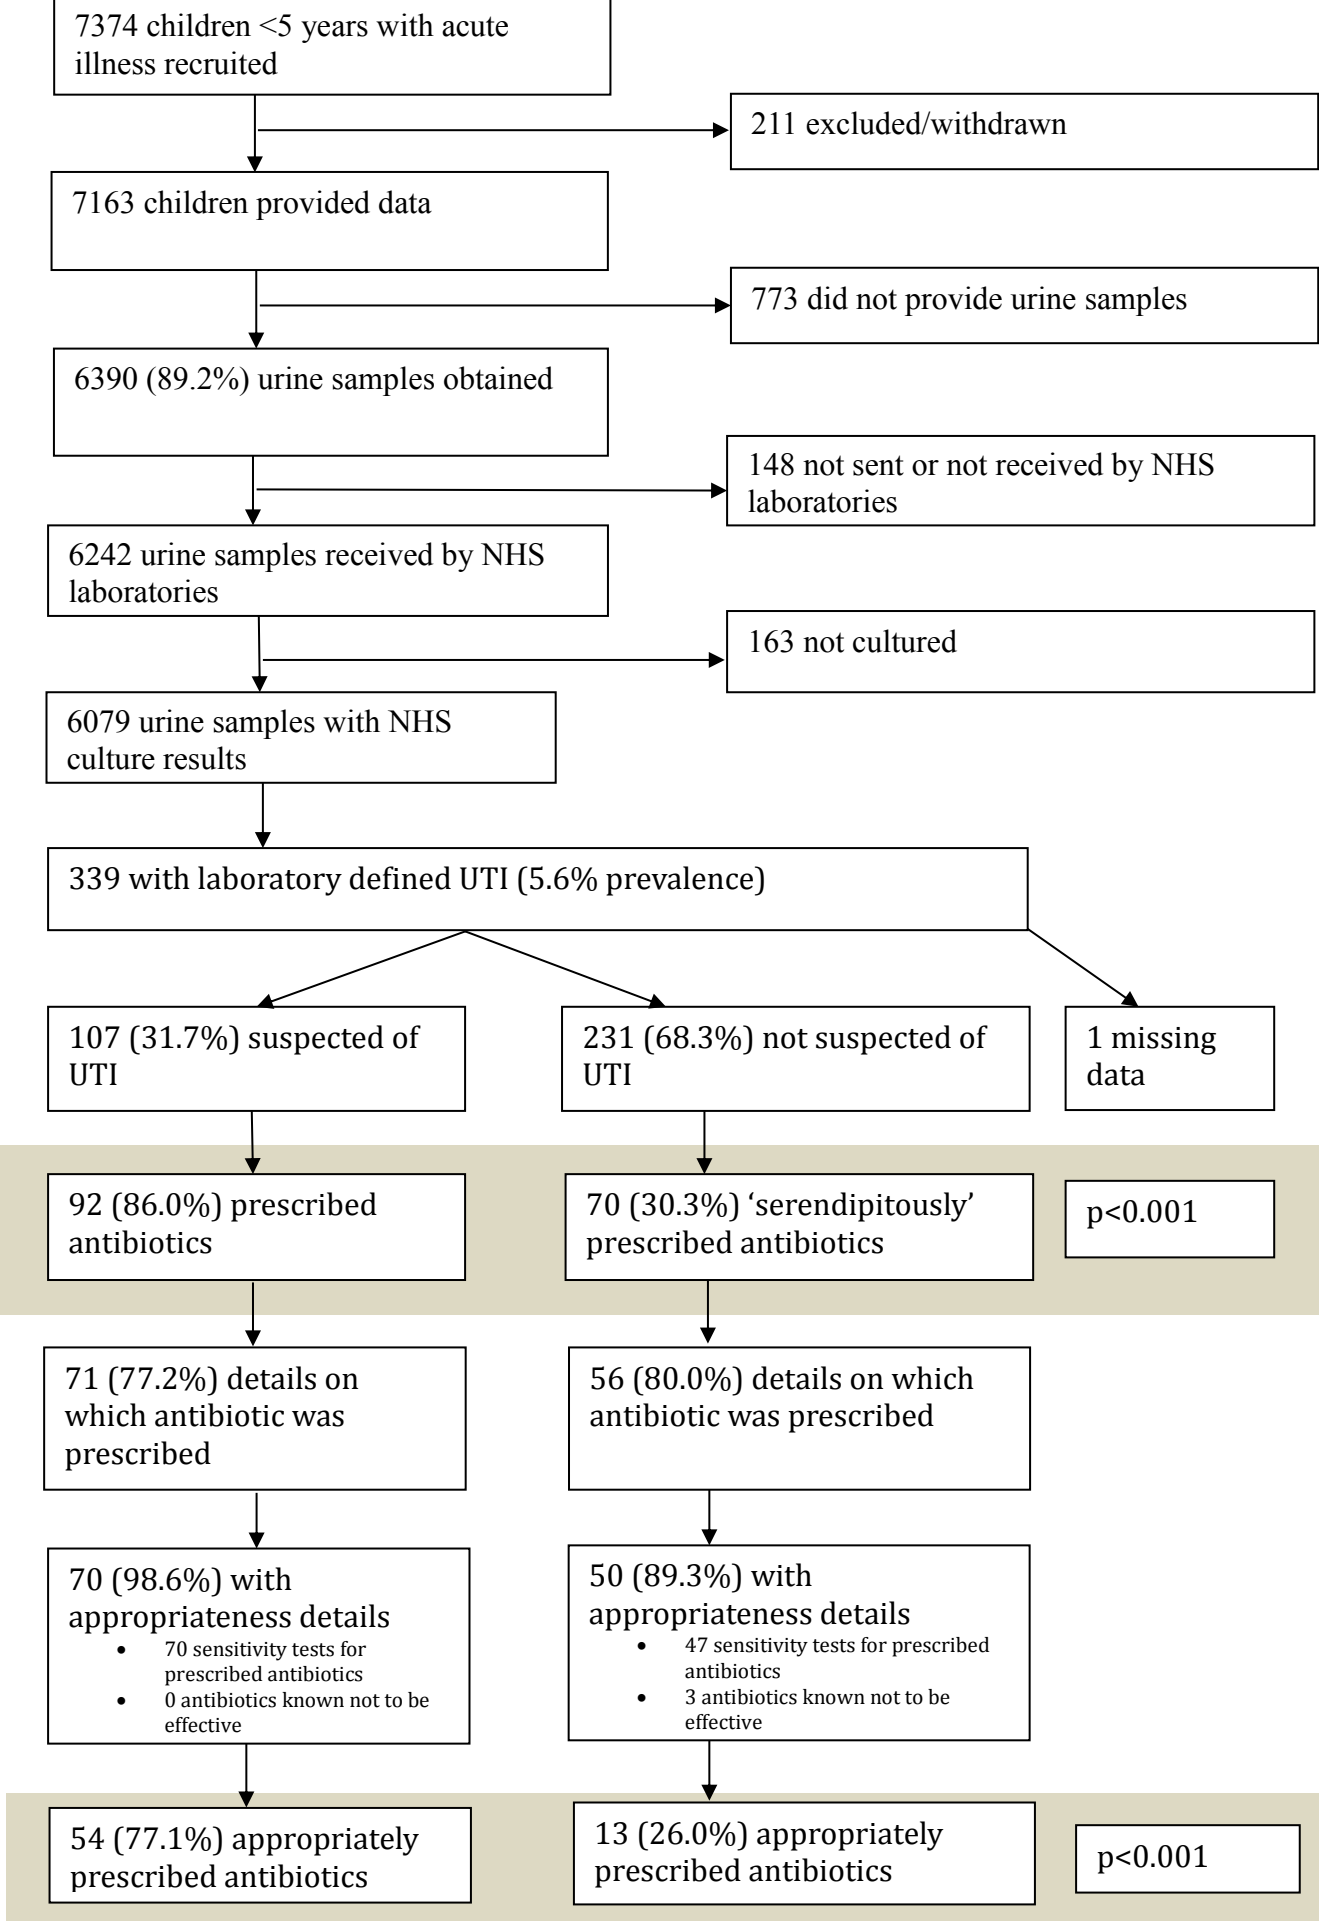 7374 children <5 years with acute
illness recruited
211 excluded/withdrawn
7163 children provided data
773 did not provide urine samples
6390 (89.2%) urine samples obtained
148 not sent or not received by NHS
laboratories
6242 urine samples received by NHS
laboratories
163 not cultured
6079 urine samples with NHS
culture results
339 with laboratory defined UTI (5.6% prevalence)
107 (31.7%) suspected of
UTI
231 (68.3%) not suspected of
UTI
1 missing
data
92 (86.0%) prescribed
antibiotics
70 (30.3%) ‘serendipitously’
prescribed antibiotics
p<0.001
71 (77.2%) details on
which antibiotic was
prescribed
56 (80.0%) details on which
antibiotic was prescribed
70 (98.6%) with
appropriateness details
• 70 sensitivity tests for
prescribed antibiotics
• 0 antibiotics known not to be
effective
50 (89.3%) with
appropriateness details
• 47 sensitivity tests for prescribed
antibiotics
• 3 antibiotics known not to be
effective
54 (77.1%) appropriately
prescribed antibiotics
13 (26.0%) appropriately
prescribed antibiotics
p<0.001